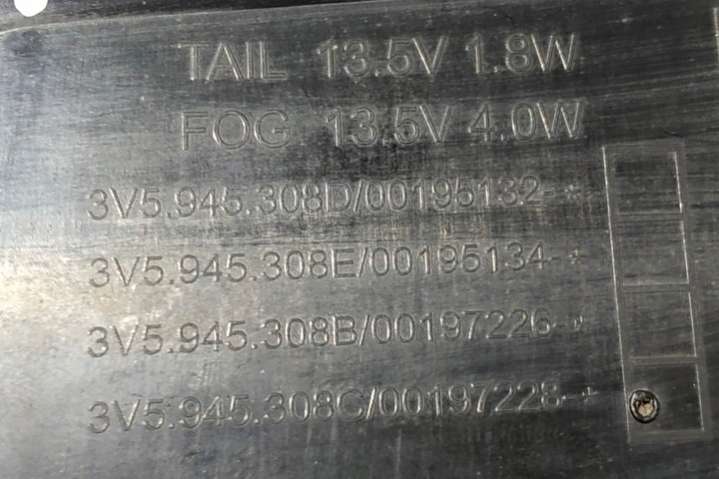 TAIL 13.5V 1.8W
FOG 13.5V 4.0W
3V5.945.308D/00195132-*
3V5.945.308E/00195134-*
3V5.945.308B/00197226-*
3V5.945.308C/00197228-*